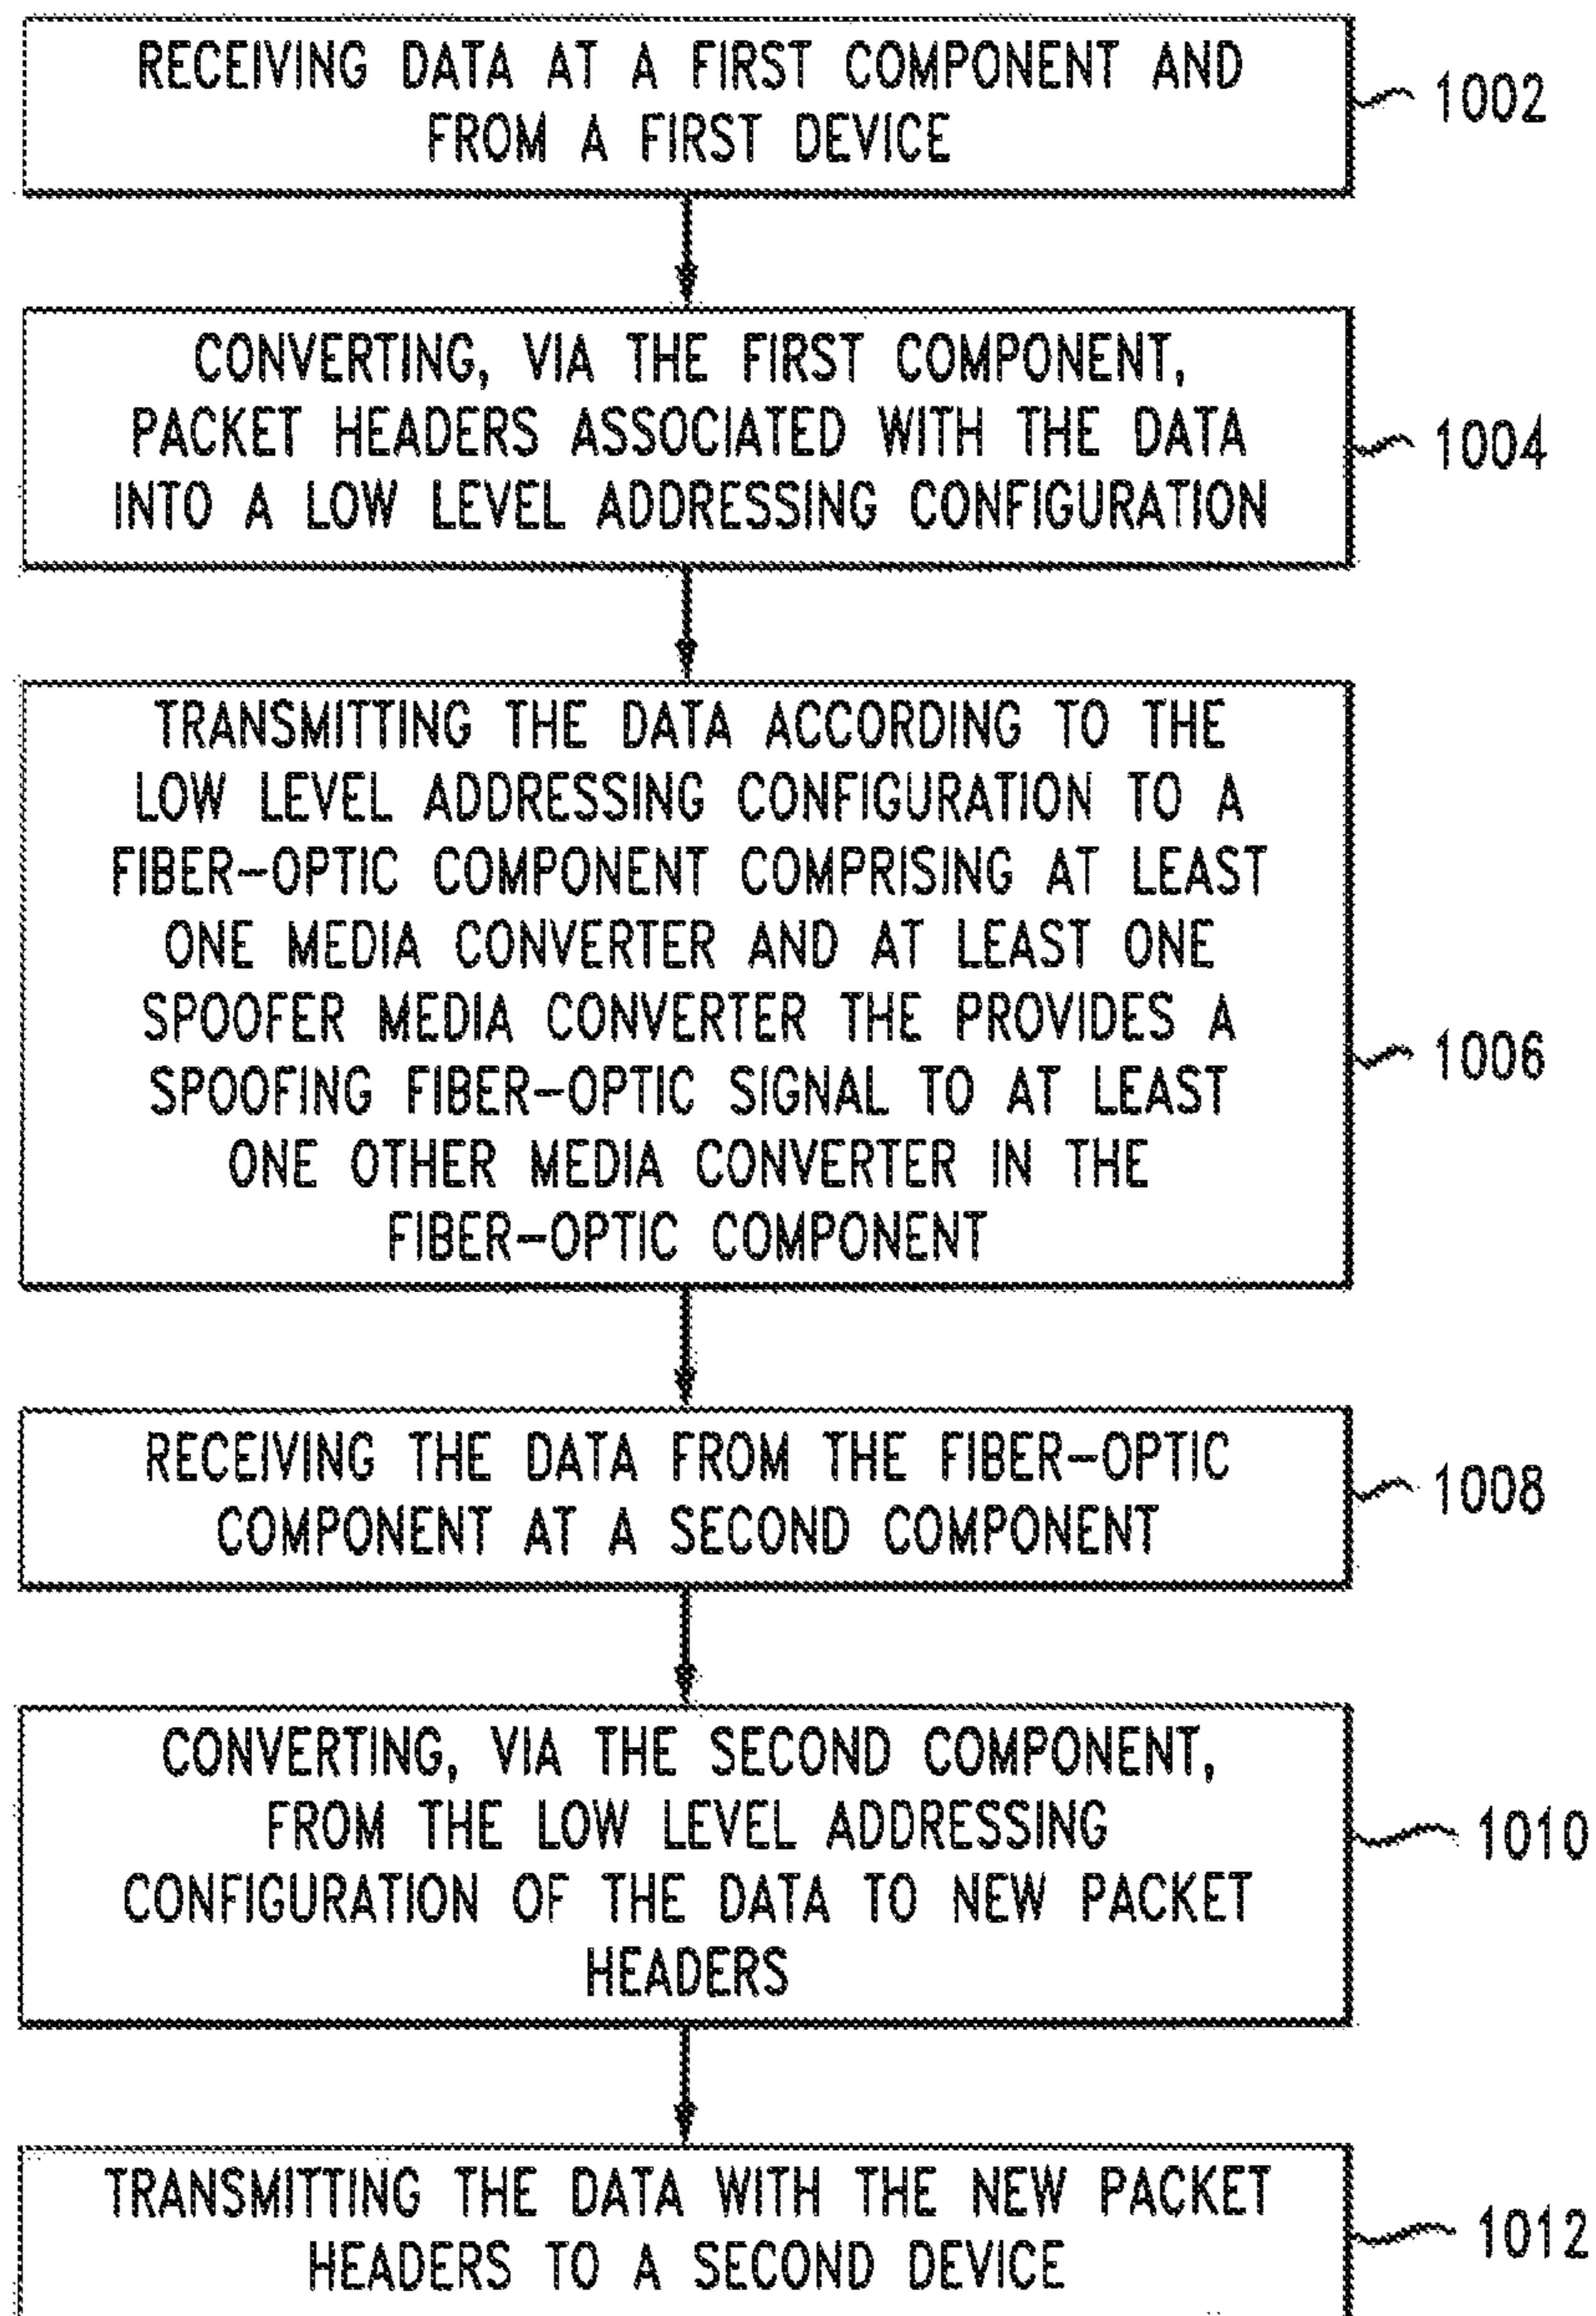 RECEIVING DATA AT A FIRST COMPONENT AND
FROM A FIRST DEVICE
1002
CONVERTING, VIA THE FIRST COMPONENT,
PACKET HEADERS ASSOCIATED WITH THE DATA
INTO A LOW LEVEL ADDRESSING CONFIGURATION
1004
TRANSMITTING THE DATA ACCORDING TO THE
LOW LEVEL ADDRESSING CONFIGURATION TO A
FIBER-OPTIC COMPONENT COMPRISING AT LEAST
ONE MEDIA CONVERTER AND AT LEAST ONE
SPOOFER MEDIA CONVERTER THE PROVIDES A
SPOOFING FIBER-OPTIC SIGNAL TO AT LEAST
ONE OTHER MEDIA CONVERTER IN THE
FIBER-OPTIC COMPONENT
1006
RECEIVING THE DATA FROM THE FIBER-OPTIC
COMPONENT AT A SECOND COMPONENT
1008
CONVERTING, VIA THE SECOND COMPONENT,
FROM THE LOW LEVEL ADDRESSING
CONFIGURATION OF THE DATA TO NEW PACKET
HEADERS
1010
TRANSMITTING THE DATA WITH THE NEW PACKET
HEADERS TO A SECOND DEVICE
1012